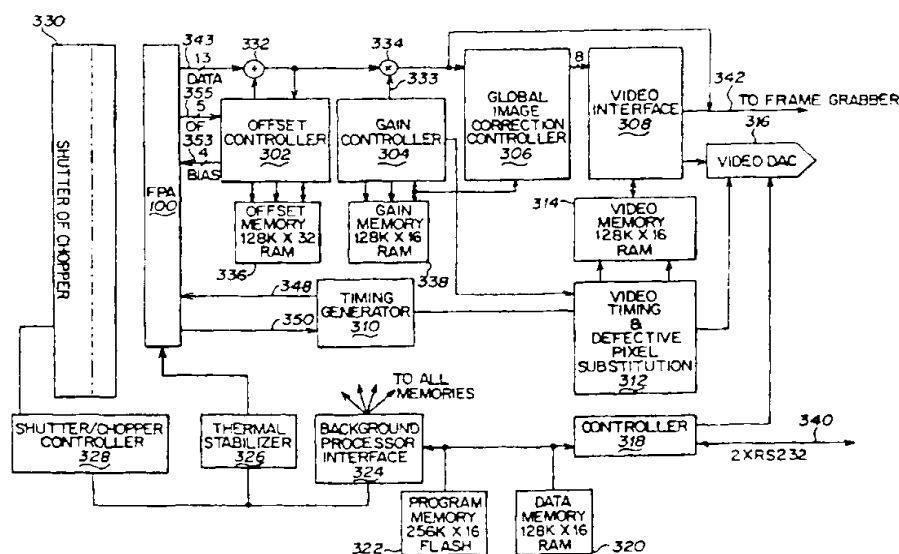 330
343
13
DATA
332
334
333
8
342
TO FRAME GRABBER
355
5
OF
353
4
BIAS
OFFSET
CONTROLLER
302
GAIN
CONTROLLER
304
GLOBAL
IMAGE
CORRECTION
CONTROLLER
306
VIDEO
INTERFACE
308
316
VIDEO DAC
SHUTTER OF CHOPPER
FPA
100
OFFSET
MEMORY
128K X 32
RAM
336
GAIN
MEMORY
128K X 16
RAM
338
314
VIDEO
MEMORY
128K X 16
RAM
348
350
TIMING
GENERATOR
310
VIDEO
TIMING
&
DEFECTIVE
PIXEL
SUBSTITUTION
312
TO ALL
MEMORIES
SHUTTER/CHOPPER
CONTROLLER
328
THERMAL
STABILIZER
326
BACKGROUND
PROCESSOR
INTERFACE
324
CONTROLLER
318
340
2XRS232
PROGRAM
MEMORY
256K X 16
FLASH
322
DATA
MEMORY
128K X 16
RAM
320